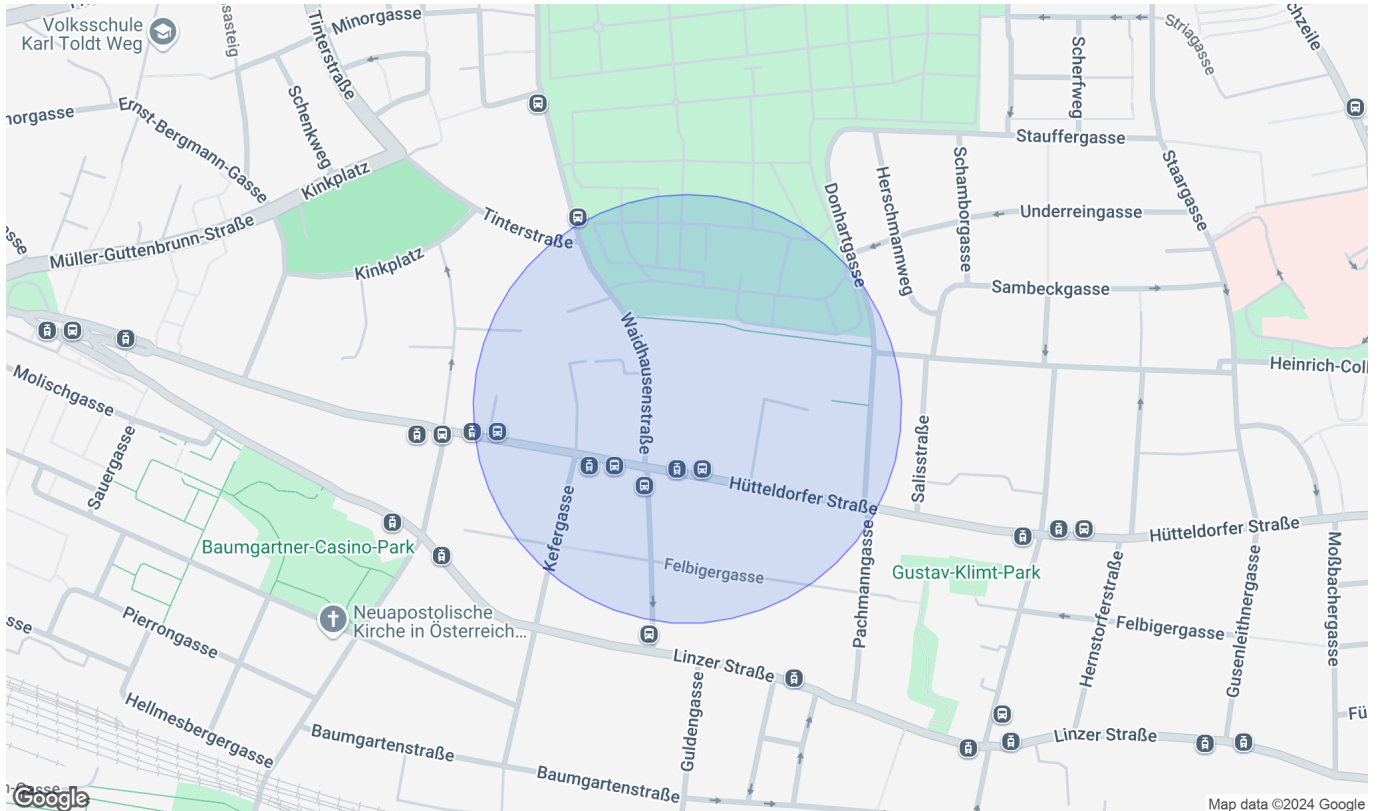 Volksschule
Karl Toldt Weg
Minorgasse
Tinterstraße
Striagasse
Scherfweg
Schenkweg
Ernst-Bergmann-Gasse
Kinkplatz
Stauffergasse
Staargasse
Schamborgasse
Herschmannweg
Donhartgasse
Underreingasse
Tinterstraße
Müller-Guttenbrunn-Straße
Kinkplatz
Sambeckgasse
Waidhausenstraße
Heinrich-Coll
Molischgasse
Sauergasse
Salisstraße
Hütteldorfer Straße
Hütteldorfer Straße
Kefergasse
Baumgartner-Casino-Park
Felbigergasse
Gustav-Klimt-Park
Pachmanngasse
Hernstorferstraße
Gusenleithnergasse
Moßbachergasse
Neuapostolische
Kirche in Österreich...
Felbigergasse
Pierrongasse
Linzer Straße
Guldengasse
Hellmesbergergasse
Baumgartenstraße
Linzer Straße
Baumgartenstraße
Google
Map data ©2024 Google